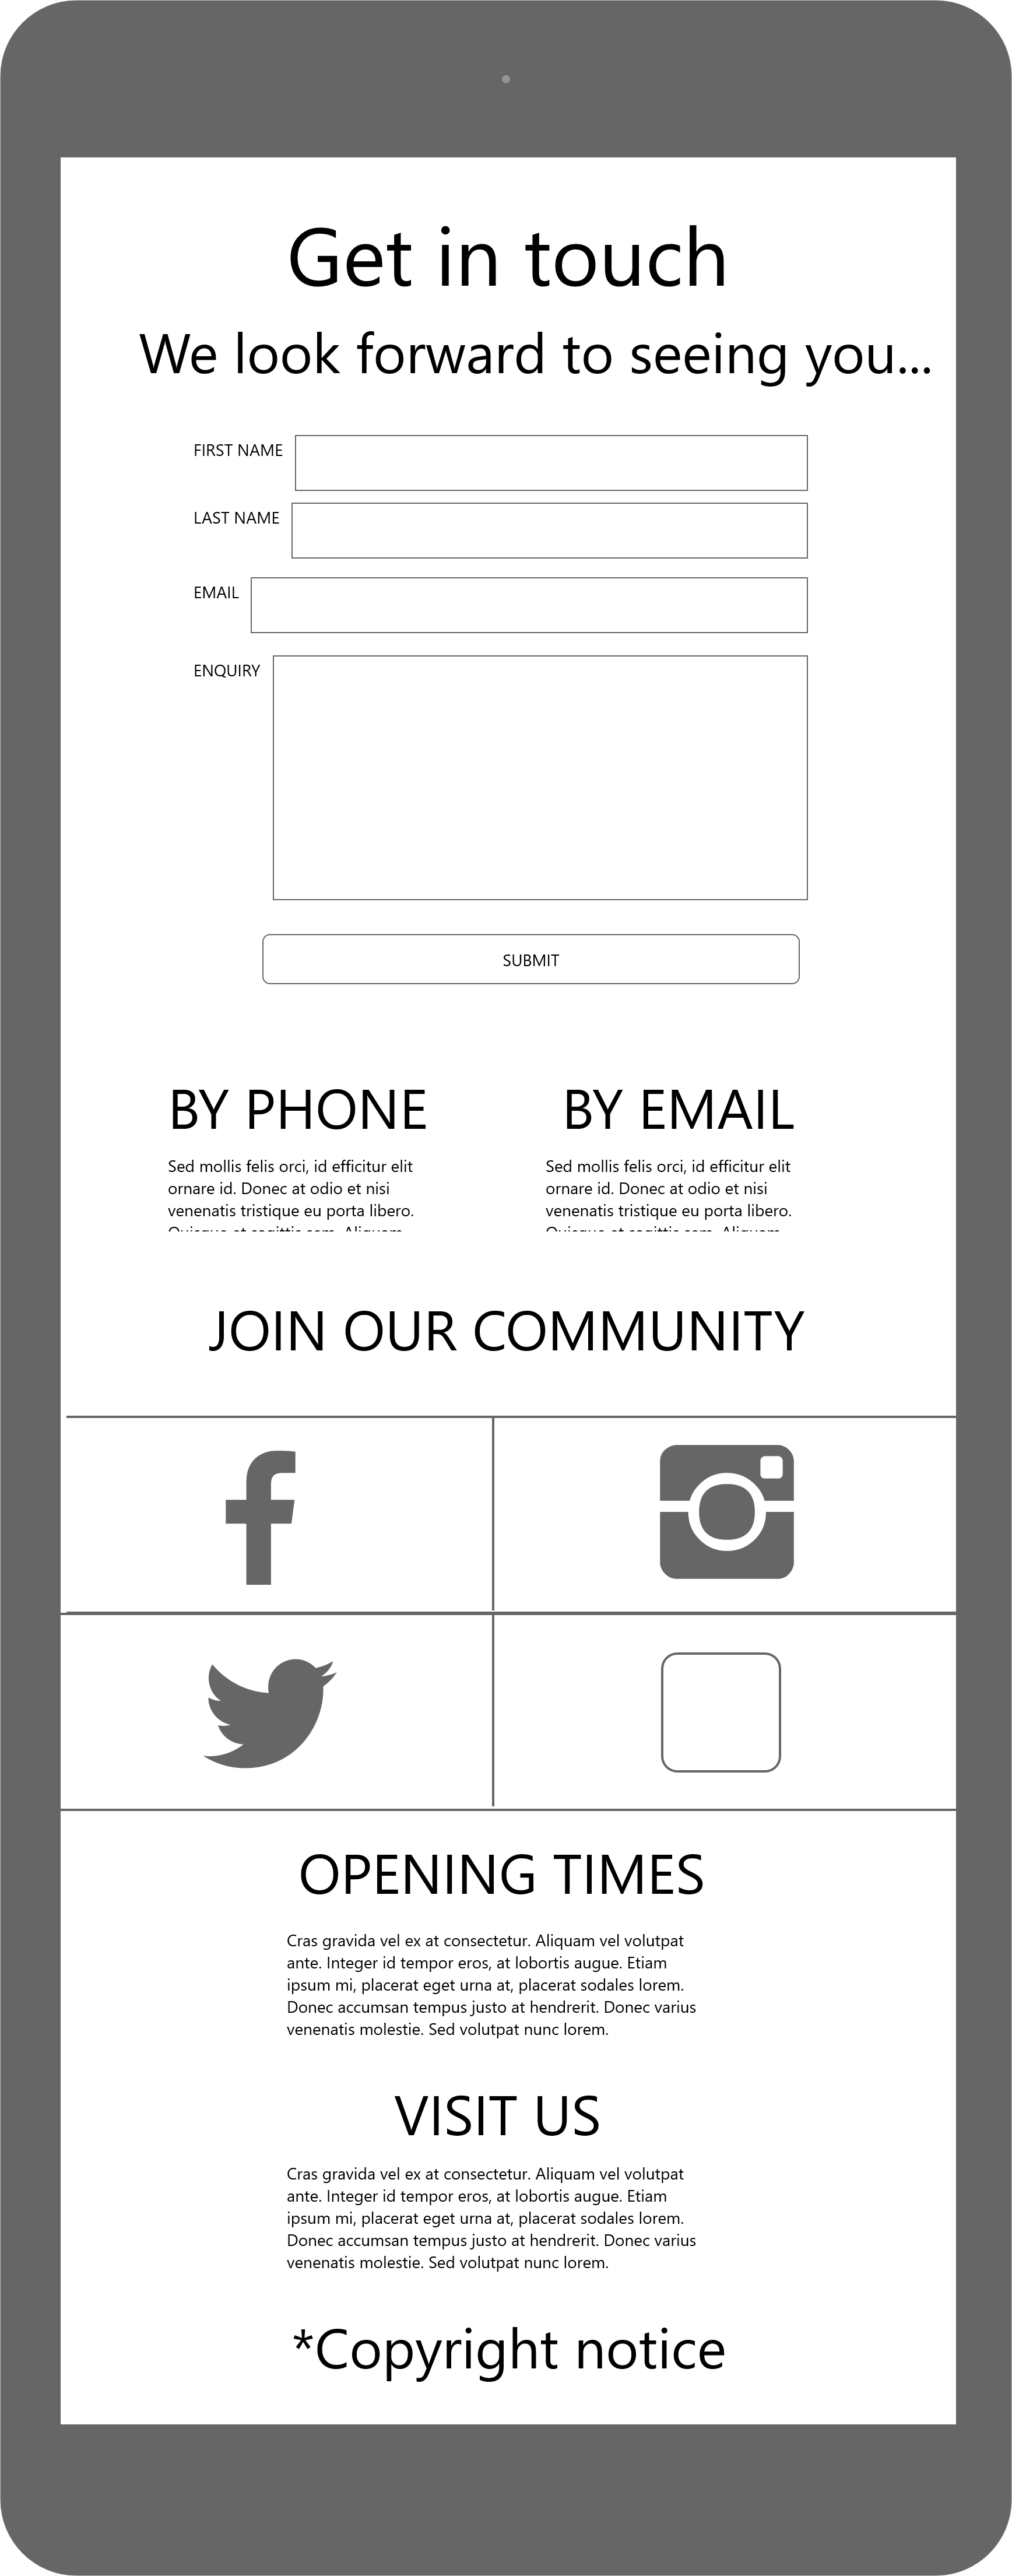 Get in touch
We look forward to seeing you...
FIRST NAME
LAST NAME
EMAIL
ENQUIRY
SUBMIT
BY PHONE
Sed mollis felis orci, id efficitur elit
ornare id. Donec at odio et nisi
venenatis tristique eu porta libero.
BY EMAIL
Sed mollis felis orci, id efficitur elit
ornare id. Donec at odio et nisi
venenatis tristique eu porta libero.
JOIN OUR COMMUNITY
OPENING TIMES
Cras gravida vel ex at consectetur. Aliquam vel volutpat
ante. Integer id tempor eros, at lobortis augue. Etiam
ipsum mi, placerat eget urna at, placerat sodales lorem.
Donec accumsan tempus justo at hendrerit. Donec varius
venenatis molestie. Sed volutpat nunc lorem.
VISIT US
Cras gravida vel ex at consectetur. Aliquam vel volutpat
ante. Integer id tempor eros, at lobortis augue. Etiam
ipsum mi, placerat eget urna at, placerat sodales lorem.
Donec accumsan tempus justo at hendrerit. Donec varius
venenatis molestie. Sed volutpat nunc lorem.
*Copyright notice